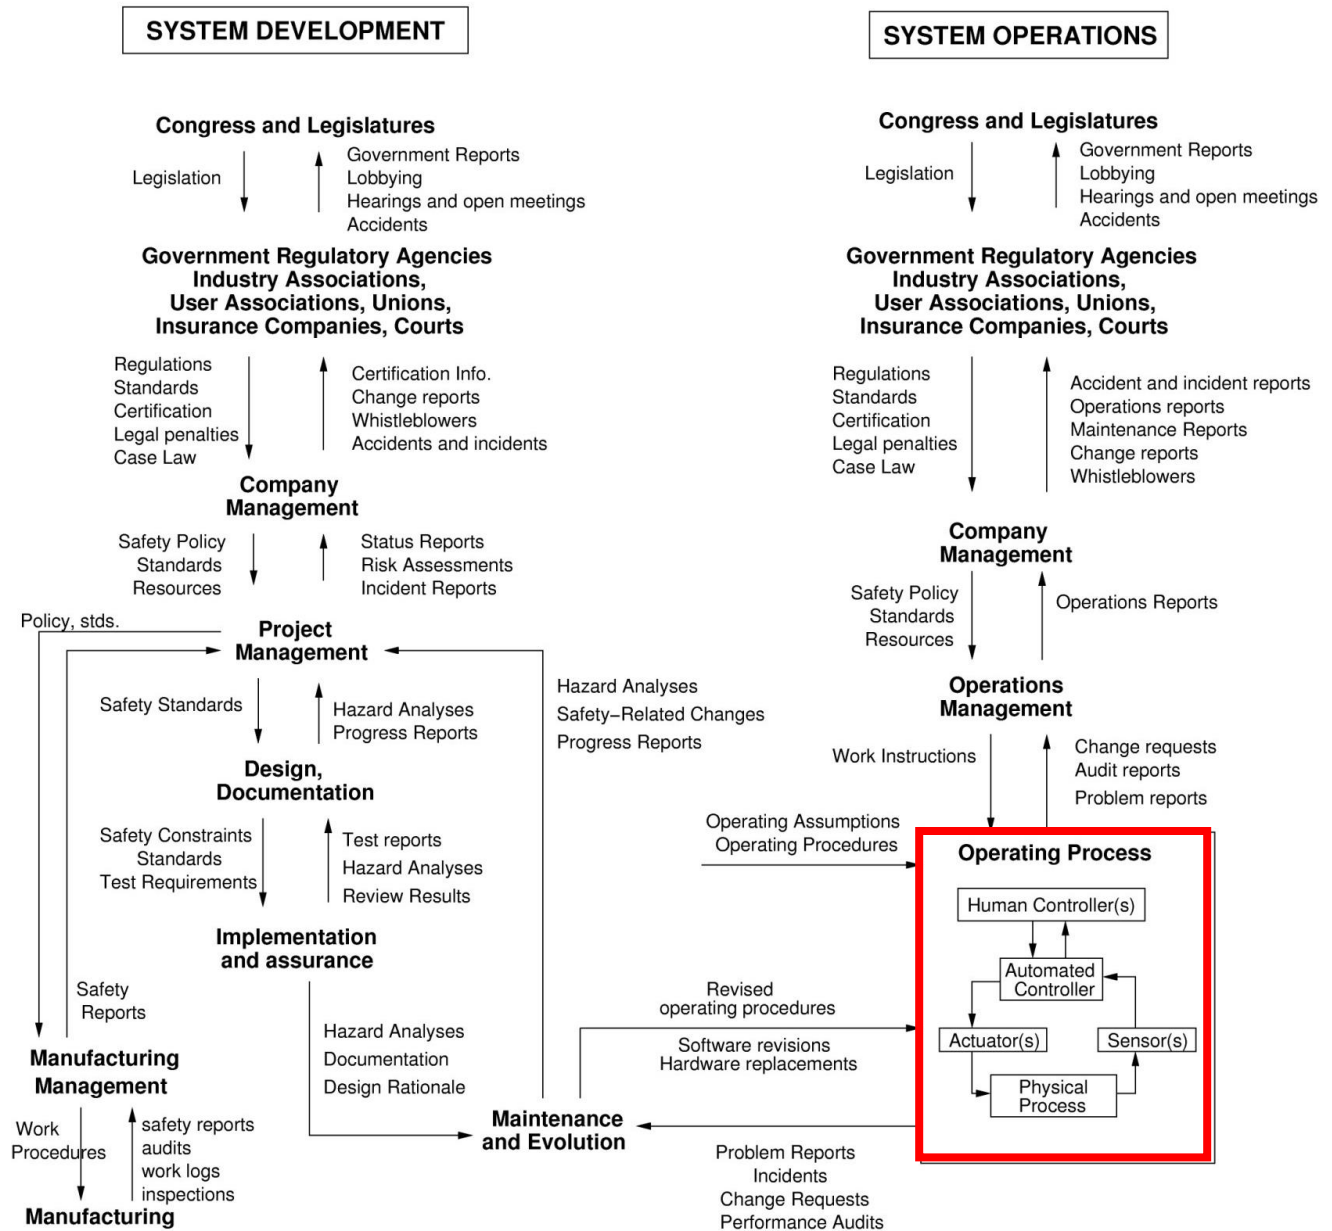 SYSTEM DEVELOPMENT
Congress and Legislatures
Legislation
Government Reports
Lobbying
Hearings and open meetings
Accidents
Government Regulatory Agencies
Industry Associations,
User Associations, Unions,
Insurance Companies, Courts
Regulations
Standards
Certification
Legal penalties
Case Law
Certification Info.
Change reports
Whistleblowers
Accidents and incidents
Company
Management
Safety Policy
Standards
Resources
Status Reports
Risk Assessments
Incident Reports
Policy, stds.
Project
Management
Safety Standards
Hazard Analyses
Progress Reports
Hazard Analyses
Safety–Related Changes
Progress Reports
Design,
Documentation
Safety Constraints
Standards
Test Requirements
Test reports
Hazard Analyses
Review Results
Implementation
and assurance
Safety
Reports
Hazard Analyses
Documentation
Design Rationale
Manufacturing
Management
Work
Procedures
safety reports
audits
work logs
inspections
Manufacturing
Maintenance
and Evolution
SYSTEM OPERATIONS
Congress and Legislatures
Legislation
Government Reports
Lobbying
Hearings and open meetings
Accidents
Government Regulatory Agencies
Industry Associations,
User Associations, Unions,
Insurance Companies, Courts
Regulations
Standards
Certification
Legal penalties
Case Law
Accident and incident reports
Operations reports
Maintenance Reports
Change reports
Whistleblowers
Company
Management
Safety Policy
Standards
Resources
Operations Reports
Operations
Management
Work Instructions
Change requests
Audit reports
Problem reports
Operating Assumptions
Operating Procedures
Operating Process
Human Controller(s)
Automated
Controller
Actuator(s)
Sensor(s)
Physical
Process
Revised
operating procedures
Software revisions
Hardware replacements
Problem Reports
Incidents
Change Requests
Performance Audits